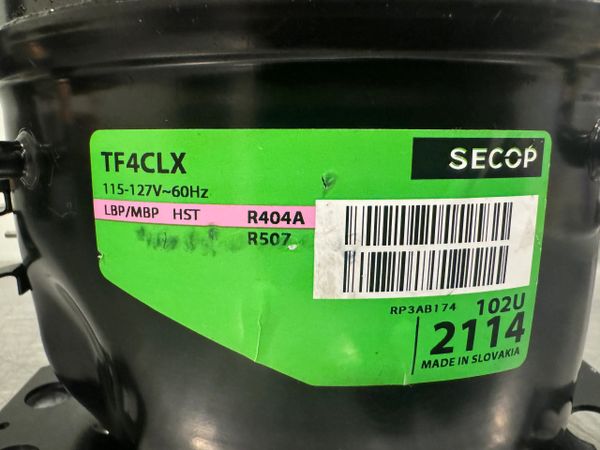 TF4CLX
SECOP
115-127V~60Hz
LBP/MBP HST R404A
R507
RP3AB174 102U
2114
MADE IN SLOVAKIA